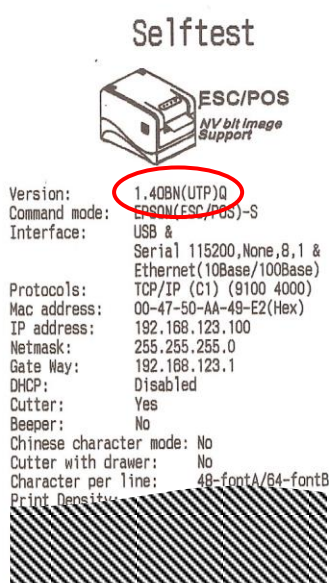 Selftest
ESC/POS
NV bit image
Support
Version: 1.40BN(UTP)Q
Command mode: EPSON(ESC/POS)-S
Interface: USB &
Serial 115200,None,8,1 &
Ethernet(10Base/100Base)
Protocols: TCP/IP (C1) (9100 4000)
Mac address: 00-47-50-AA-49-E2(Hex)
IP address: 192.168.123.100
Netmask: 255.255.255.0
Gate Way: 192.168.123.1
DHCP: Disabled
Cutter: Yes
Beeper: No
Chinese character mode: No
Cutter with drawer: No
Character per line: 48-fontA/64-fontB
Print Density: